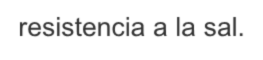 resistencia a la sal.